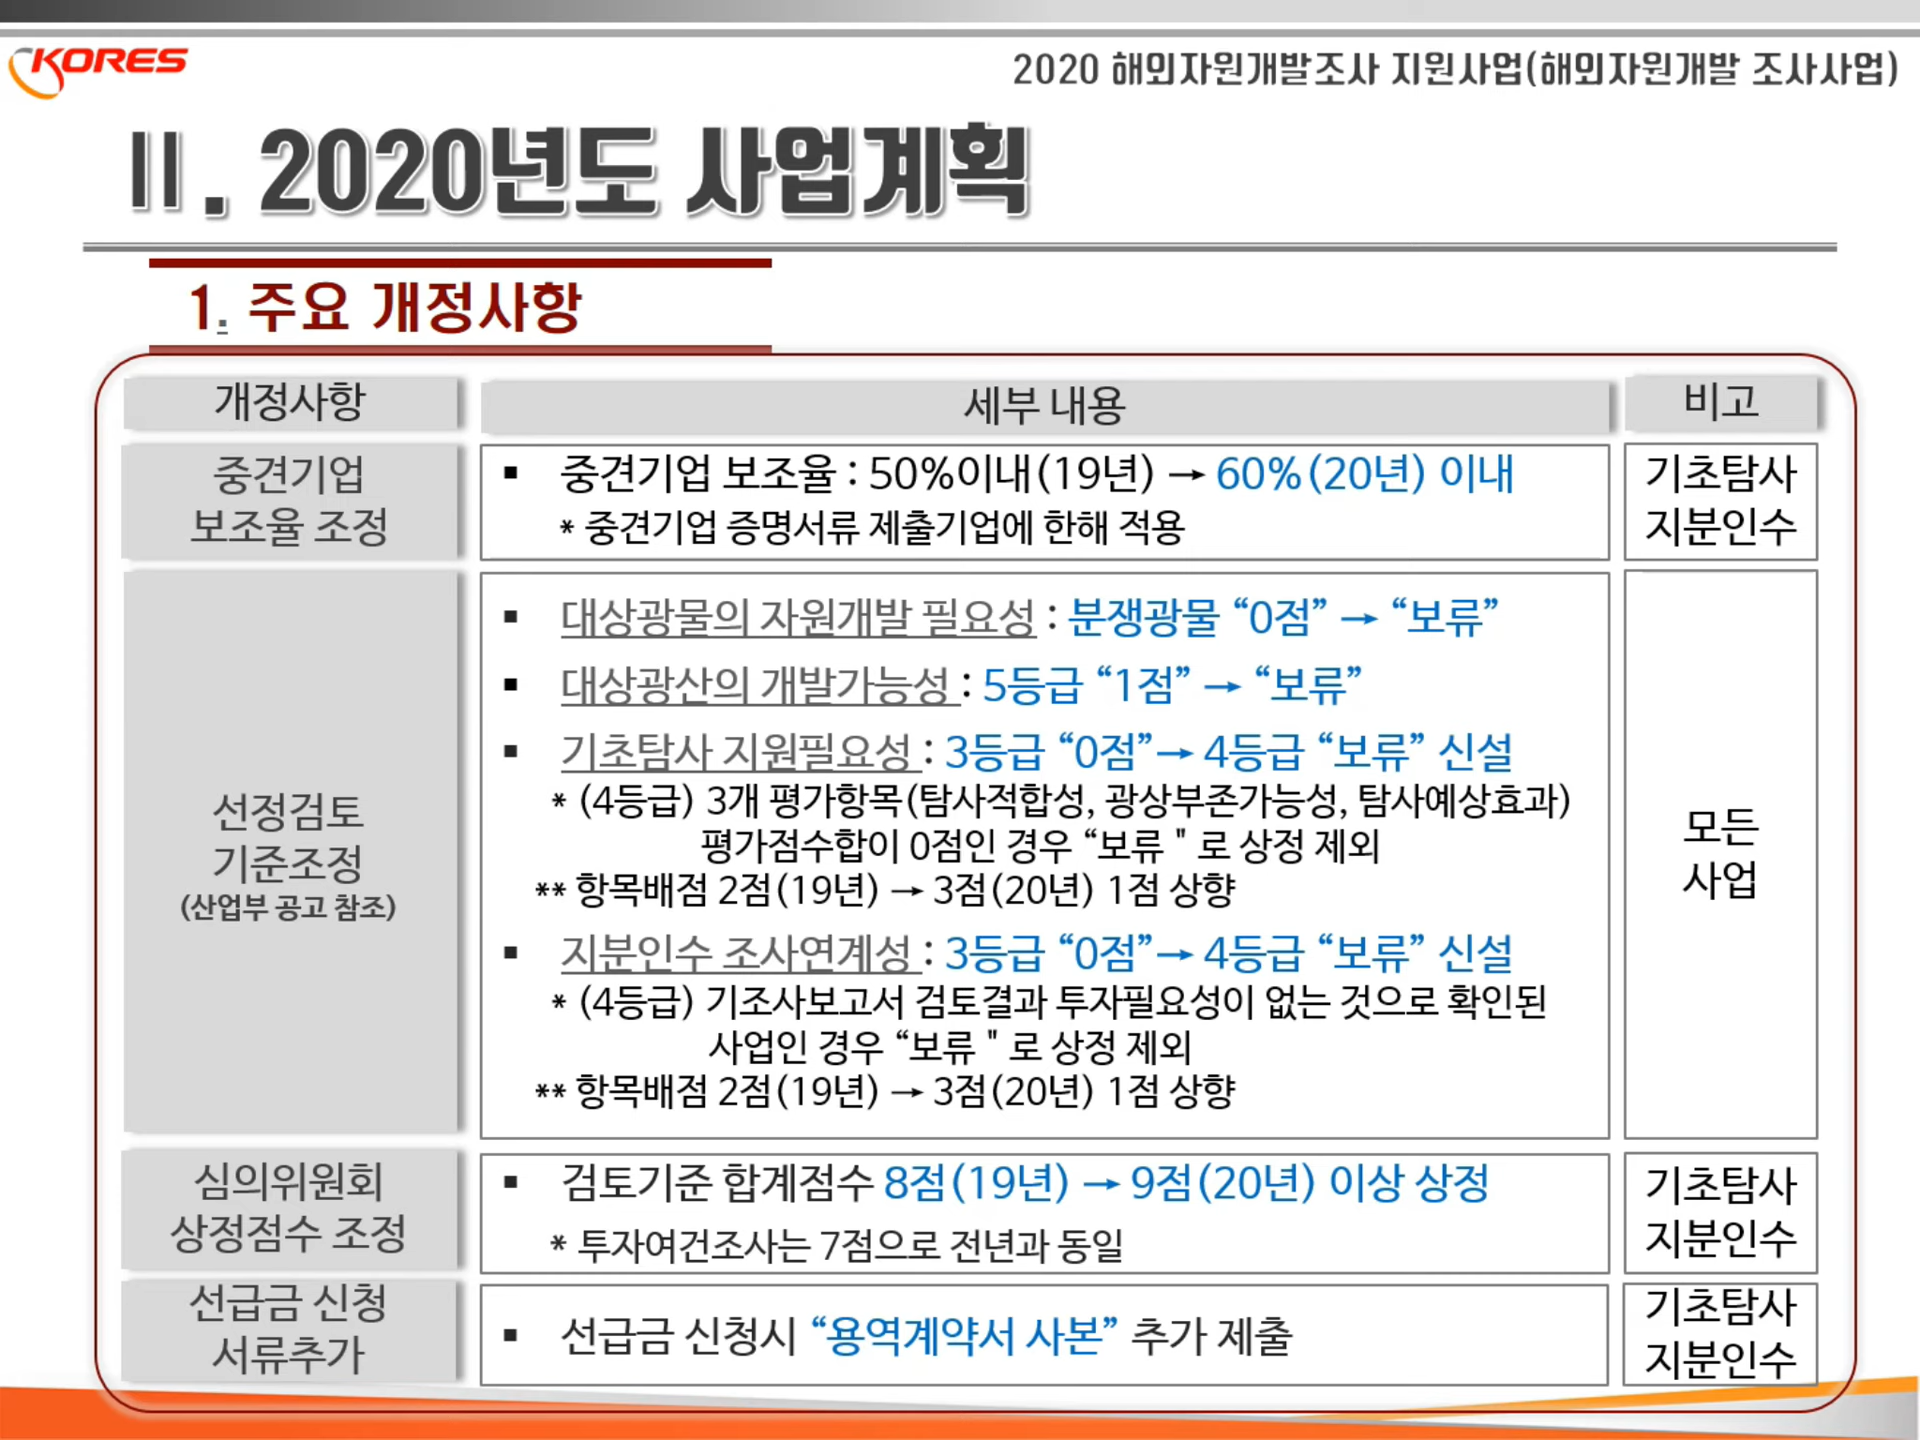 KORES
2020 해외자원개발조사 지원사업(해외자원개발 조사사업)
Ⅱ. 2020년도 사업계획
1. 주요 개정사항
개정사항
세부 내용
비고
중견기업
보조율 조정
▪ 중견기업 보조율 : 50%이내(19년) → 60%(20년) 이내
* 중견기업 증명서류 제출기업에 한해 적용
기초탐사
지분인수
선정검토
기준조정
(산업부 공고 참조)
▪ 대상광물의 자원개발 필요성 : 분쟁광물 “0점” → “보류”
▪ 대상광산의 개발가능성 : 5등급 “1점” → “보류”
▪ 기초탐사 지원필요성 : 3등급 “0점”→ 4등급 “보류” 신설
* (4등급) 3개 평가항목(탐사적합성, 광상부존가능성, 탐사예상효과)
평가점수합이 0점인 경우 “보류＂로 상정 제외
** 항목배점 2점(19년) → 3점(20년) 1점 상향
▪ 지분인수 조사연계성 : 3등급 “0점”→ 4등급 “보류” 신설
* (4등급) 기조사보고서 검토결과 투자필요성이 없는 것으로 확인된
사업인 경우 “보류＂로 상정 제외
** 항목배점 2점(19년) → 3점(20년) 1점 상향
모든
사업
심의위원회
상정점수 조정
▪ 검토기준 합계점수 8점(19년) → 9점(20년) 이상 상정
* 투자여건조사는 7점으로 전년과 동일
기초탐사
지분인수
선급금 신청
서류추가
▪ 선급금 신청시 “용역계약서 사본” 추가 제출
기초탐사
지분인수